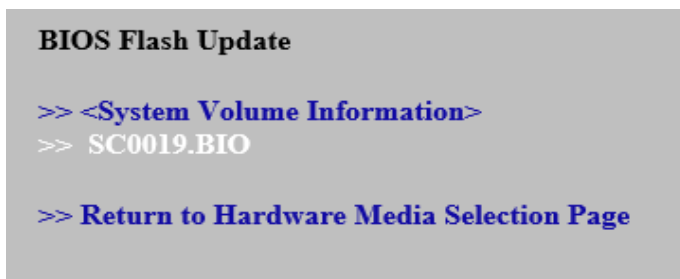 BIOS Flash Update
>> <System Volume Information>
>> SC0019.BIO
>> Return to Hardware Media Selection Page